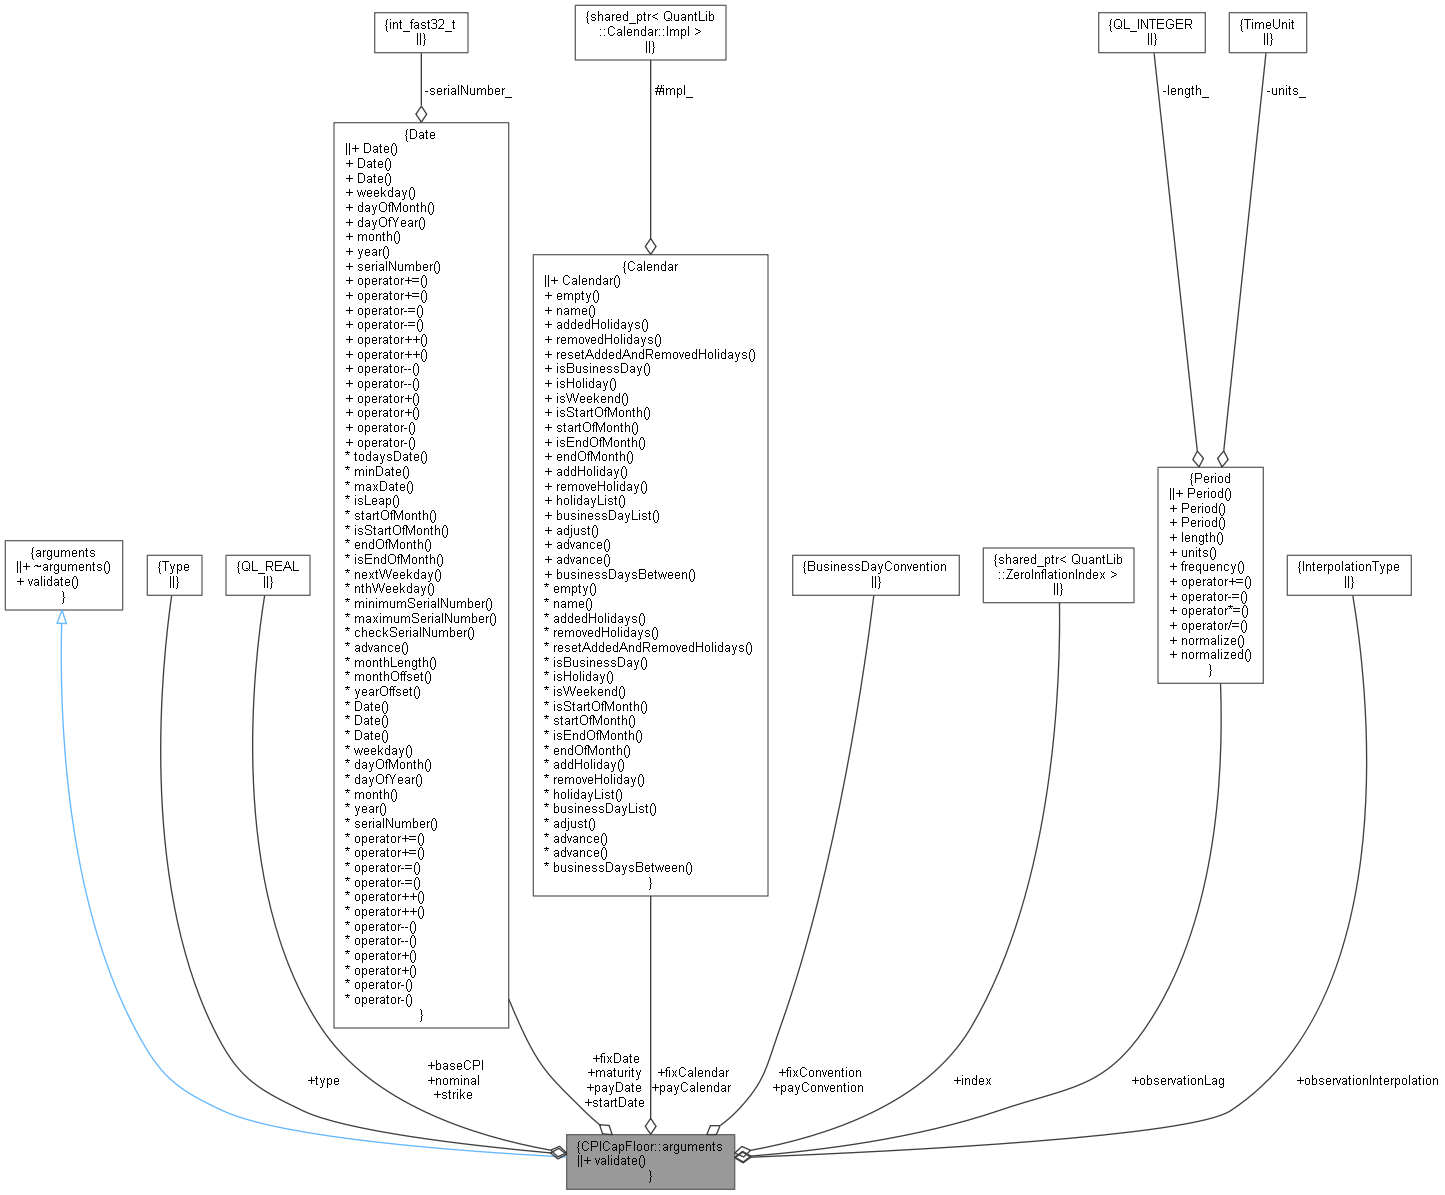 {int_fast32_t
||}
{shared_ptr< QuantLib
::Calendar::Impl >
||}
{QL_INTEGER
||}
{TimeUnit
||}
-serialNumber_
#impl_
-length_
-units_
{Date
||+ Date()
+ Date()
+ Date()
+ weekday()
+ dayOfMonth()
+ dayOfYear()
+ month()
+ year()
+ serialNumber()
+ operator+=()
+ operator+=()
+ operator-=()
+ operator-=()
+ operator++()
+ operator++()
+ operator--()
+ operator--()
+ operator+()
+ operator+()
+ operator-()
+ operator-()
* todaysDate()
* minDate()
* maxDate()
* isLeap()
* startOfMonth()
* isStartOfMonth()
* endOfMonth()
* isEndOfMonth()
* nextWeekday()
* nthWeekday()
* minimumSerialNumber()
* maximumSerialNumber()
* checkSerialNumber()
* advance()
* monthLength()
* monthOffset()
* yearOffset()
* Date()
* Date()
* Date()
* weekday()
* dayOfMonth()
* dayOfYear()
* month()
* year()
* serialNumber()
* operator+=()
* operator+=()
* operator-=()
* operator-=()
* operator++()
* operator++()
* operator--()
* operator--()
* operator+()
* operator+()
* operator-()
* operator-()
}
{Calendar
||+ Calendar()
+ empty()
+ name()
+ addedHolidays()
+ removedHolidays()
+ resetAddedAndRemovedHolidays()
+ isBusinessDay()
+ isHoliday()
+ isWeekend()
+ isStartOfMonth()
+ startOfMonth()
+ isEndOfMonth()
+ endOfMonth()
+ addHoliday()
+ removeHoliday()
+ holidayList()
+ businessDayList()
+ adjust()
+ advance()
+ advance()
+ businessDaysBetween()
* empty()
* name()
* addedHolidays()
* removedHolidays()
* resetAddedAndRemovedHolidays()
* isBusinessDay()
* isHoliday()
* isWeekend()
* isStartOfMonth()
* startOfMonth()
* isEndOfMonth()
* endOfMonth()
* addHoliday()
* removeHoliday()
* holidayList()
* businessDayList()
* adjust()
* advance()
* advance()
* businessDaysBetween()
}
{Period
||+ Period()
+ Period()
+ Period()
+ length()
+ units()
+ frequency()
+ operator+=()
+ operator-=()
+ operator*=()
+ operator/=()
+ normalize()
+ normalized()
}
{arguments
||+ ~arguments()
+ validate()
}
{Type
||}
{QL_REAL
||}
{BusinessDayConvention
||}
{shared_ptr< QuantLib
::ZeroInflationIndex >
||}
{InterpolationType
||}
+type
+baseCPI
+nominal
+strike
+fixDate
+maturity
+payDate
+startDate
+fixCalendar
+payCalendar
+fixConvention
+payConvention
+index
+observationLag
+observationInterpolation
{CPICapFloor::arguments
||+ validate()
}